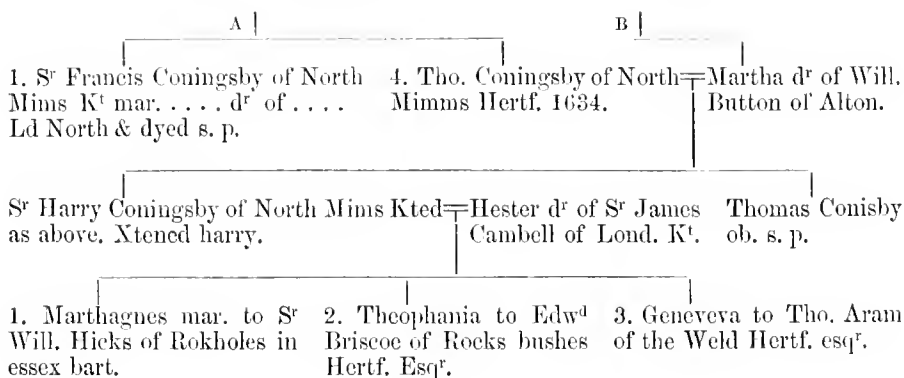 A B
1. Sʳ Francis Coningsby of North
Mims Kᵗ mar. . . . . dʳ of . . . .
Ld North & dyed s. p.
4. Tho. Coningsby of North
Mimms Hertf. 1634.
Martha dʳ of Will.
Button of Alton.
Sʳ Harry Coningsby of North Mims Kted
as above. Xtened harry.
Hester dʳ of Sʳ James
Cambell of Lond. Kᵗ.
Thomas Conisby
ob. s. p.
1. Marthagnes mar. to Sʳ
Will. Hicks of Rokholes in
essex bart.
2. Theophania to Edwᵈ
Briscoe of Rocks bushes
Hertf. Esqʳ.
3. Geneveva to Tho. Aram
of the Weld Hertf. esqʳ.